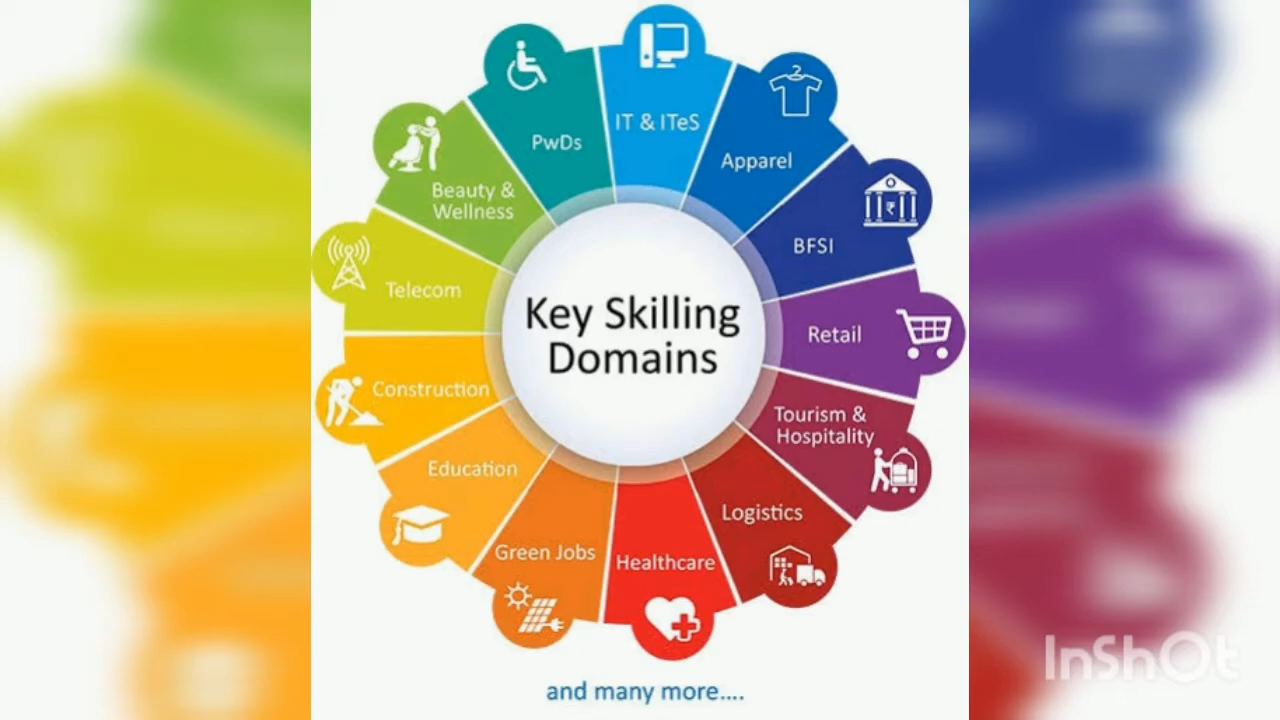 Key Skilling
Domains
IT & ITeS
Apparel
BFSI
₹
Retail
Tourism &
Hospitality
Logistics
Healthcare
Green Jobs
Education
Construction
Telecom
Beauty &
Wellness
PwDs
and many more....
InShOt